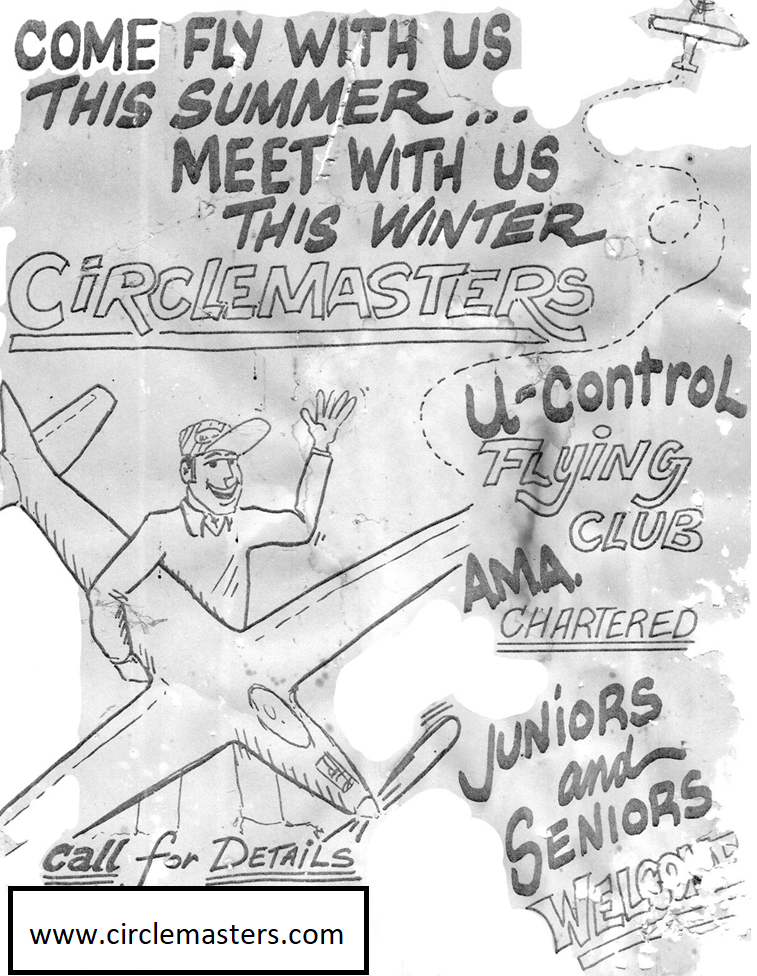 COME FLY WITH US
THIS SUMMER...
MEET WITH US
THIS WINTER
CiRCLEMASTERS
U-CONTROL
FLYiNG
CLUB
AMA.
CHARTERED
JUNiORS
and
SENiORS
WELCOME
Call for DETAiLS
www.circlemasters.com